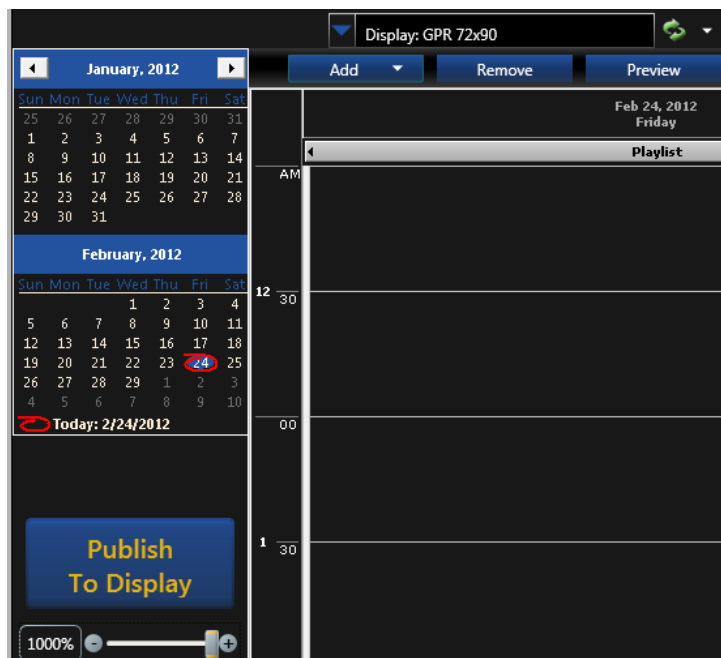 Display: GPR 72x90
Add Remove Preview
January, 2012
Sun Mon Tue Wed Thu Fri Sat
25 26 27 28 29 30 31
1 2 3 4 5 6 7
8 9 10 11 12 13 14
15 16 17 18 19 20 21
22 23 24 25 26 27 28
29 30 31
February, 2012
Sun Mon Tue Wed Thu Fri Sat
1 2 3 4
5 6 7 8 9 10 11
12 13 14 15 16 17 18
19 20 21 22 23 24 25
26 27 28 29 1 2 3
4 5 6 7 8 9 10
Today: 2/24/2012
Publish
To Display
1000%
Feb 24, 2012
Friday
Playlist
AM
12 30
00
1 30